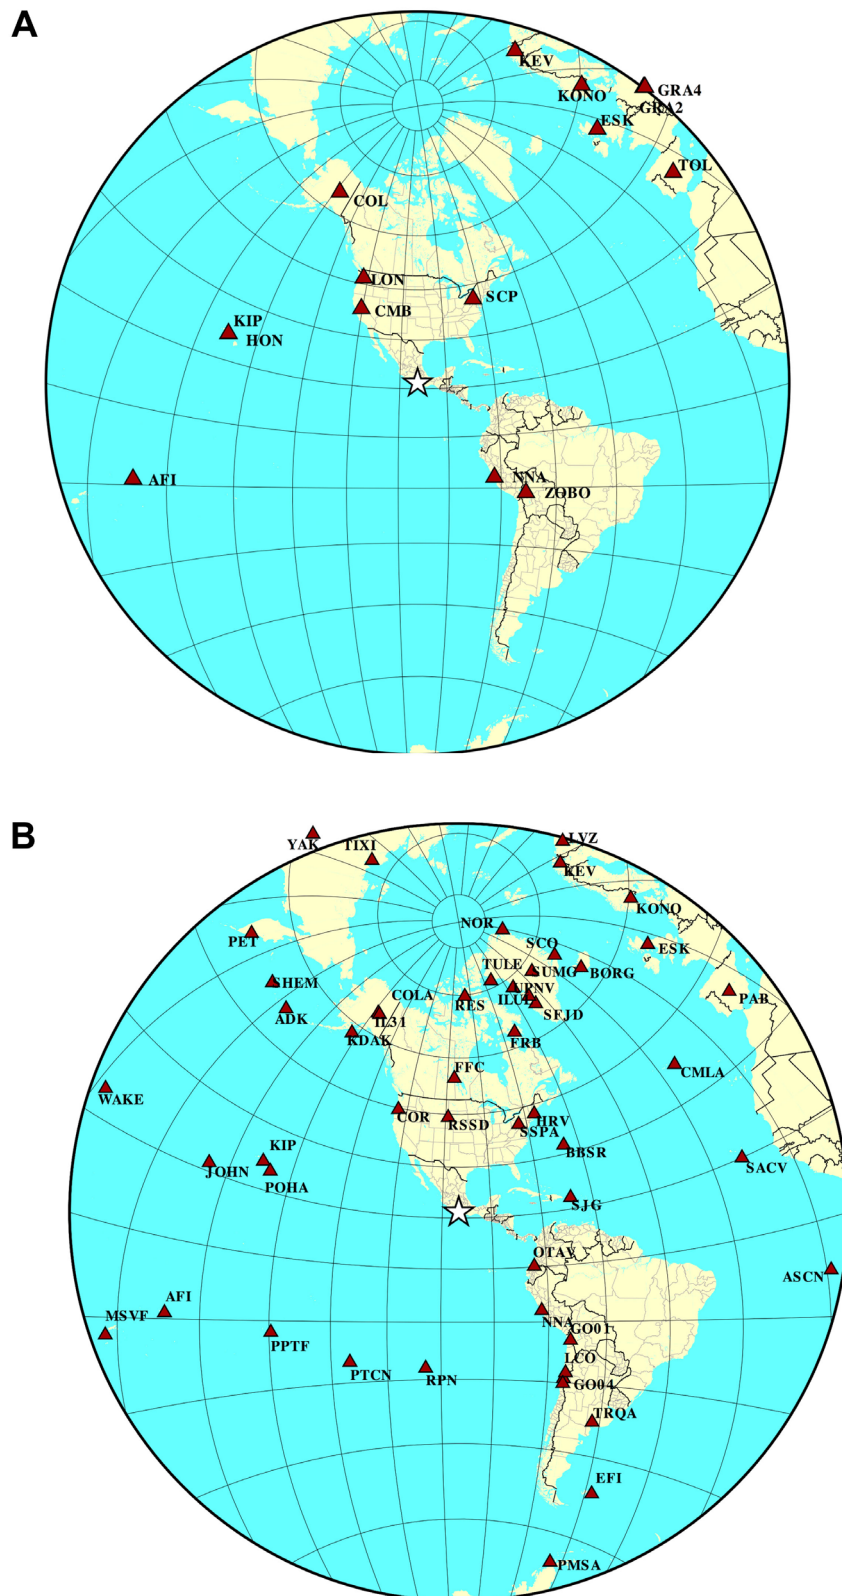 A
KEV
KONO
GRA4
GRA2
ESK
TOL
COL
LON
SCP
CMB
KIP
HON
AFI
NNA
ZOBO
B
YAK
TIXI
LVZ
KEV
KONO
NOR
PET
SCO
ESK
SUMG
BORG
TULE
SHEM
UPNV
PAB
COLA
RES
ILUL
ADK
IL31
SFJD
KDAK
FRB
FFC
CMLA
WAKE
COR
RSSD
HRV
SSPA
KIP
BBSR
JOHN
SACV
POHA
SJG
OTAV
ASCN
AFI
MSVF
NNA
GO01
PPTF
LCO
PTCN
RPN
GO04
TRQA
EFI
PMSA